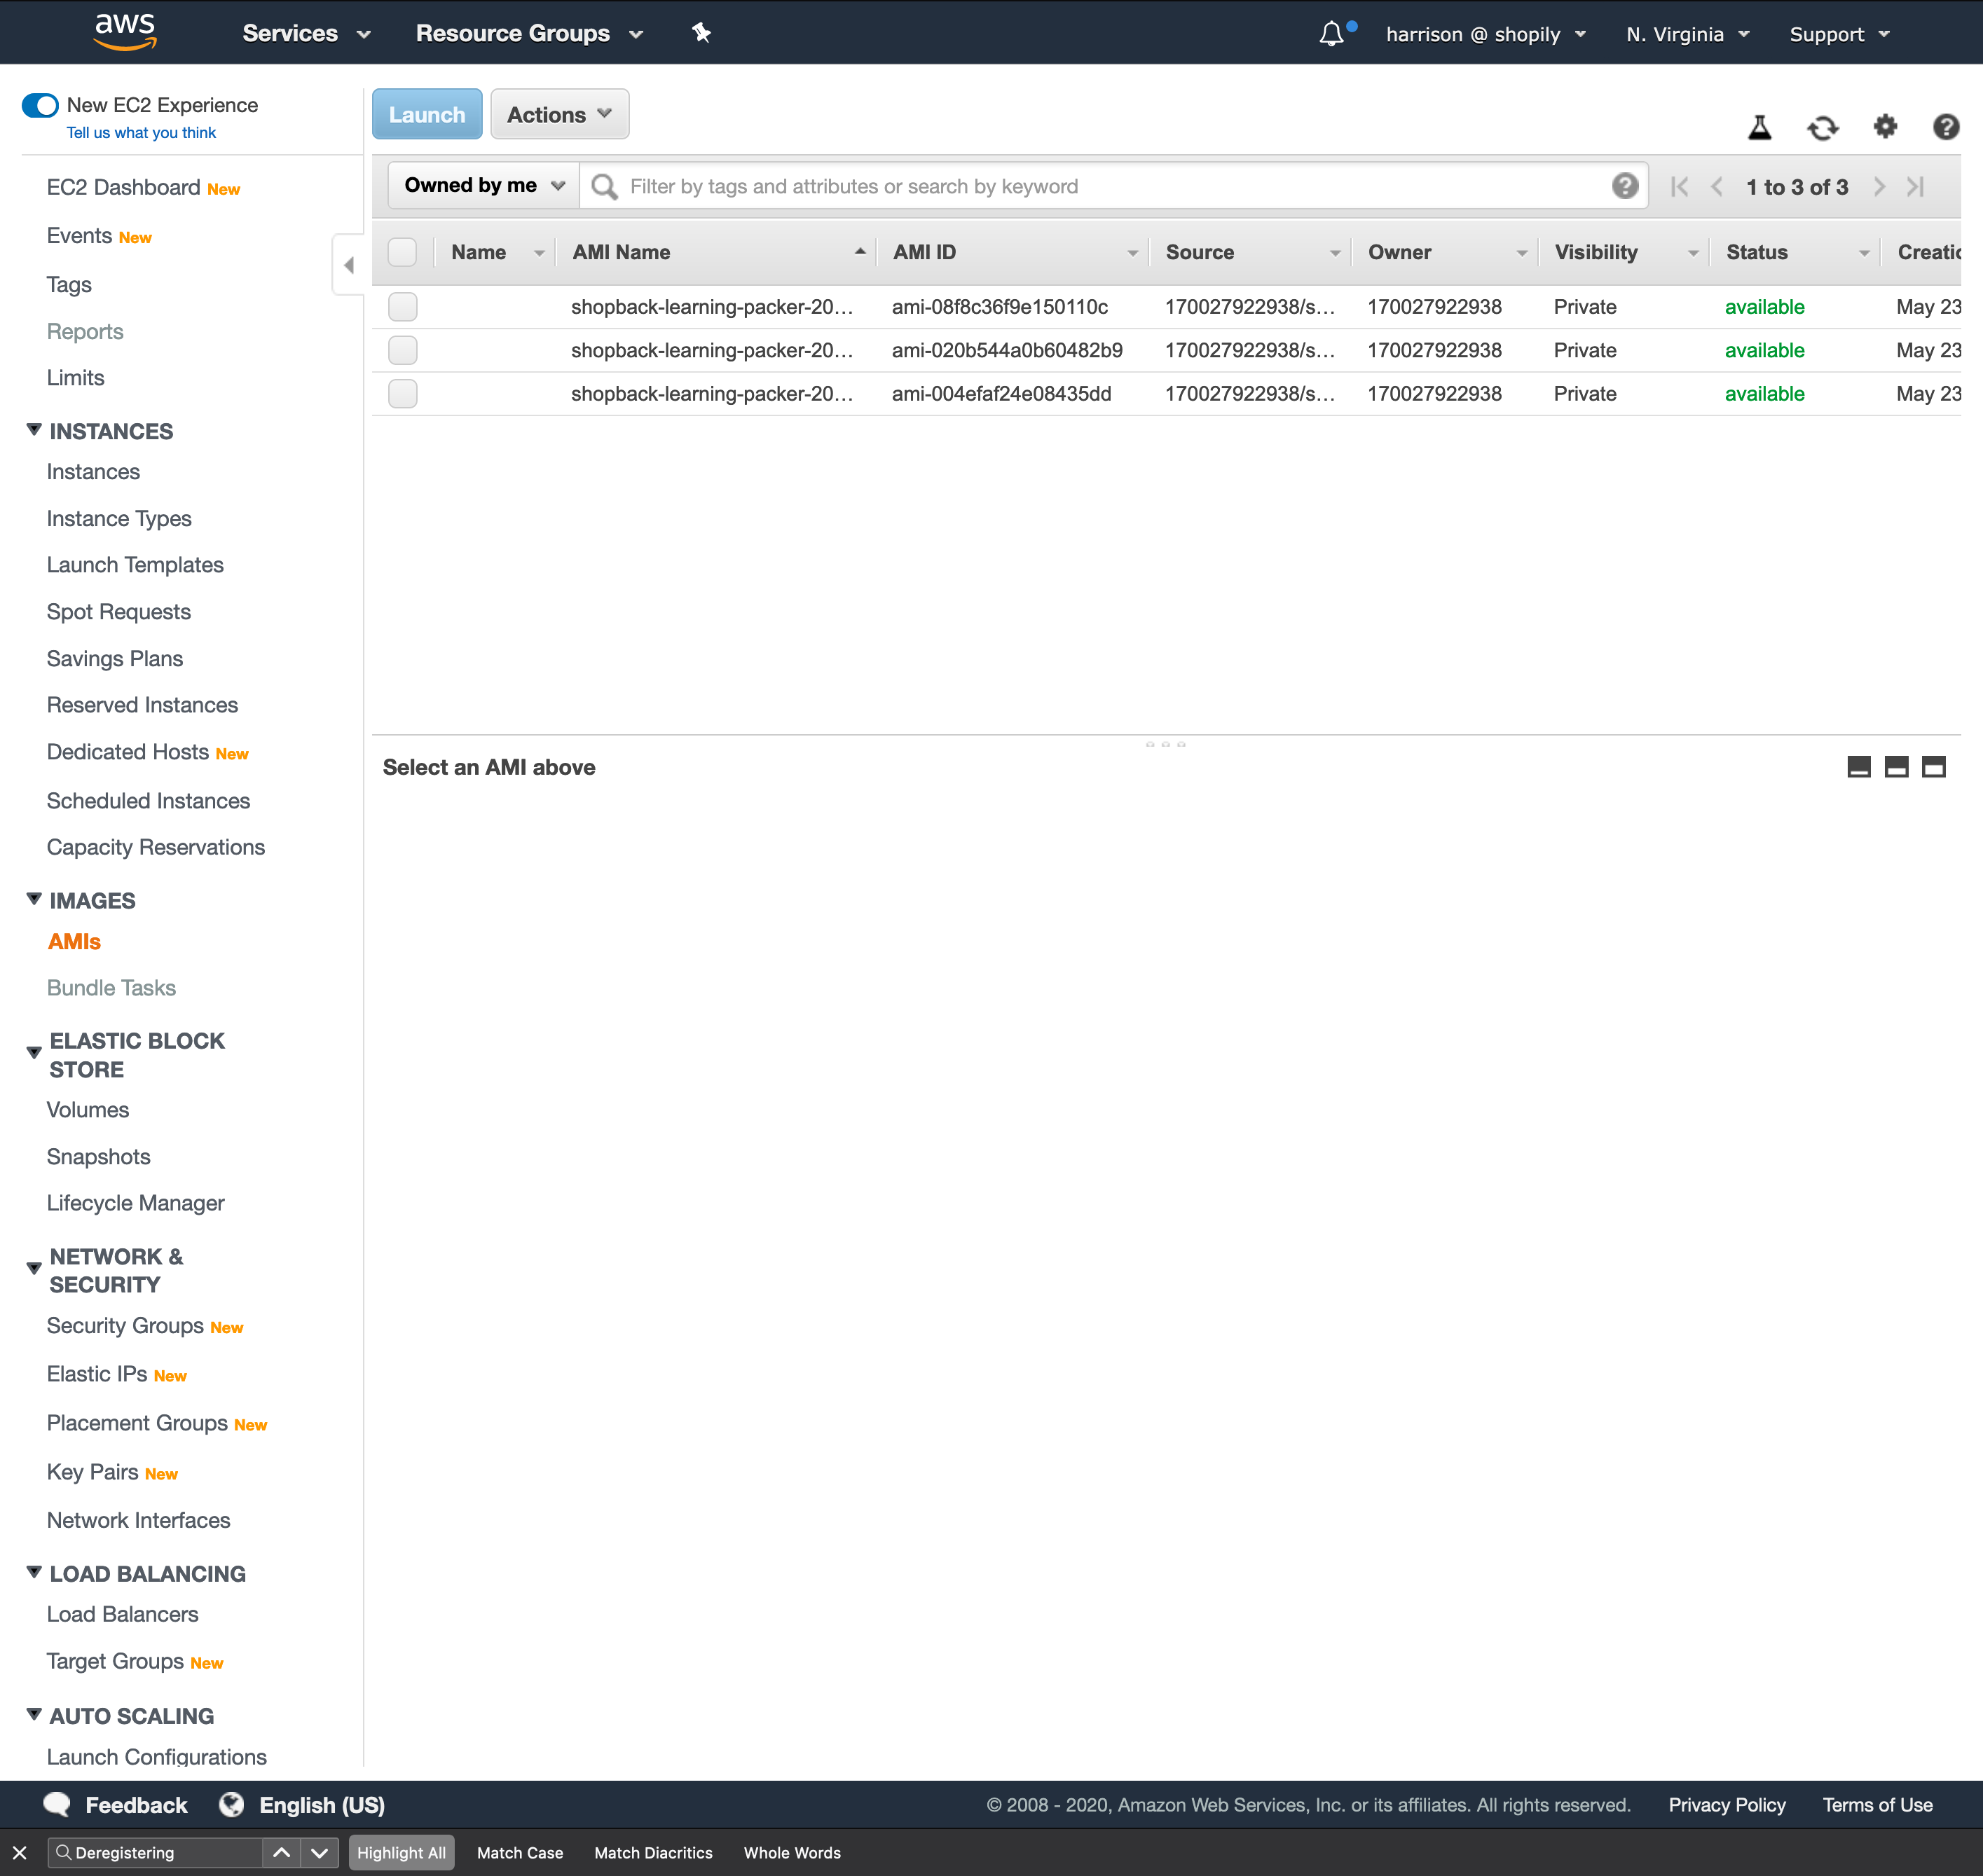 aws Services Resource Groups harrison @ shopily N. Virginia Support
New EC2 Experience
Tell us what you think
EC2 Dashboard New
Events New
Tags
Reports
Limits
INSTANCES
Instances
Instance Types
Launch Templates
Spot Requests
Savings Plans
Reserved Instances
Dedicated Hosts New
Scheduled Instances
Capacity Reservations
IMAGES
AMIs
Bundle Tasks
ELASTIC BLOCK
STORE
Volumes
Snapshots
Lifecycle Manager
NETWORK &
SECURITY
Security Groups New
Elastic IPs New
Placement Groups New
Key Pairs New
Network Interfaces
LOAD BALANCING
Load Balancers
Target Groups New
AUTO SCALING
Launch Configurations
Launch Actions
Owned by me Filter by tags and attributes or search by keyword 1 to 3 of 3
Name AMI Name AMI ID Source Owner Visibility Status Creatio
shopback-learning-packer-20... ami-08f8c36f9e150110c 170027922938/s... 170027922938 Private available May 23
shopback-learning-packer-20... ami-020b544a0b60482b9 170027922938/s... 170027922938 Private available May 23
shopback-learning-packer-20... ami-004efaf24e08435dd 170027922938/s... 170027922938 Private available May 23
Select an AMI above
Feedback English (US) © 2008 - 2020, Amazon Web Services, Inc. or its affiliates. All rights reserved. Privacy Policy Terms of Use
Deregistering Highlight All Match Case Match Diacritics Whole Words